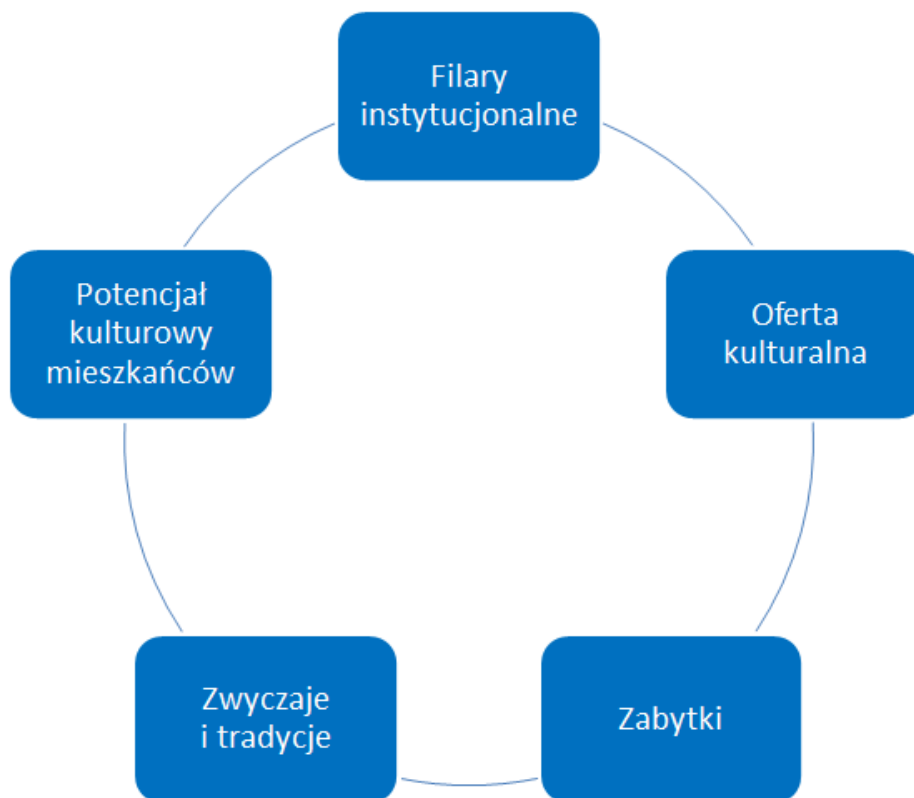 Filary
instytucjonalne
Oferta
kulturalna
Zabytki
Zwyczaje
i tradycje
Potencjał
kulturowy
mieszkańców